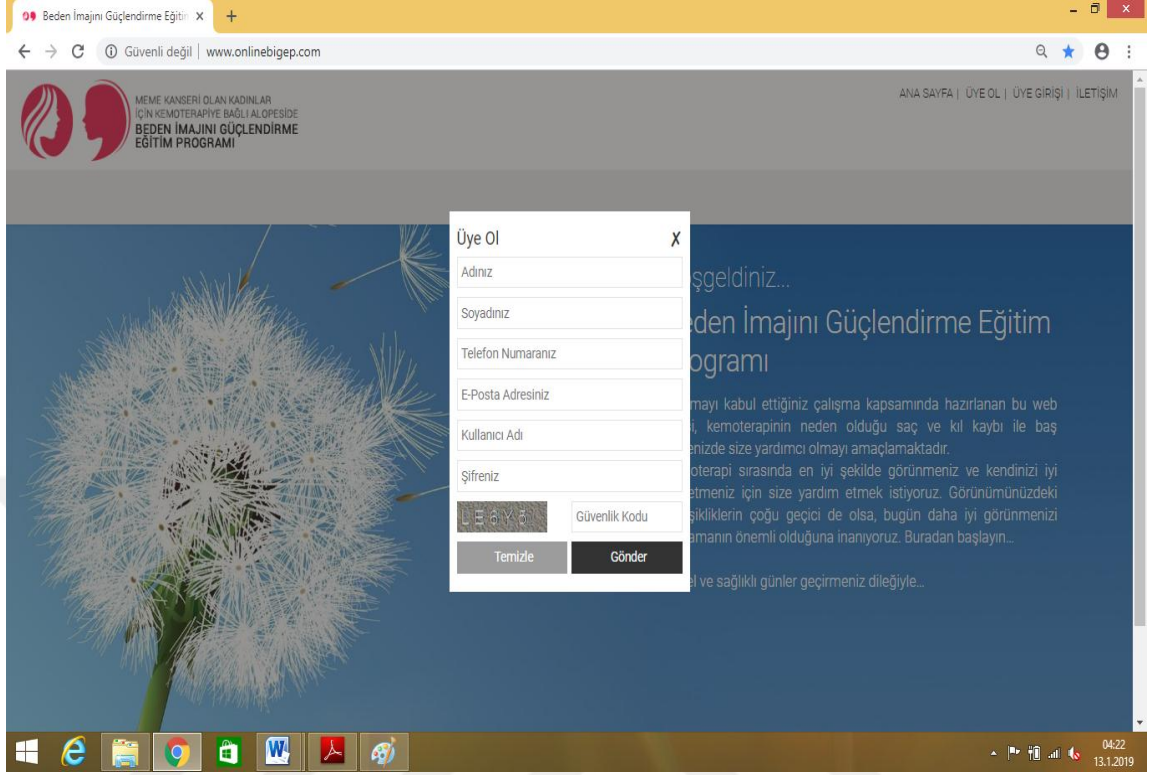 Beden İmajını Güçlendirme Eğitin
Güvenli değil | www.onlinebigep.com
MEME KANSERİ OLAN KADINLAR
İÇİN KEMOTERAPİYE BAĞLI ALOPESİDE
BEDEN İMAJINI GÜÇLENDİRME
EĞİTİM PROGRAMI
ANA SAYFA | ÜYE OL | ÜYE GİRİŞİ | İLETİŞİM
Üye Ol X
Adınız
Soyadınız
Telefon Numaranız
E-Posta Adresiniz
Kullanıcı Adı
Şifreniz
Güvenlik Kodu
Temizle Gönder
şgeldiniz...
eden İmajını Güçlendirme Eğitim
ogramı
mayı kabul ettiğiniz çalışma kapsamında hazırlanan bu web
i, kemoterapinin neden olduğu saç ve kıl kaybı ile baş
enizde size yardımcı olmayı amaçlamaktadır.
oterapi sırasında en iyi şekilde görünmeniz ve kendinizi iyi
etmeniz için size yardım etmek istiyoruz. Görünümünüzdeki
şikliklerin çoğu geçici de olsa, bugün daha iyi görünmenizi
amanın önemli olduğuna inanıyoruz. Buradan başlayın...
el ve sağlıklı günler geçirmeniz dileğiyle...
04:22
13.1.2019